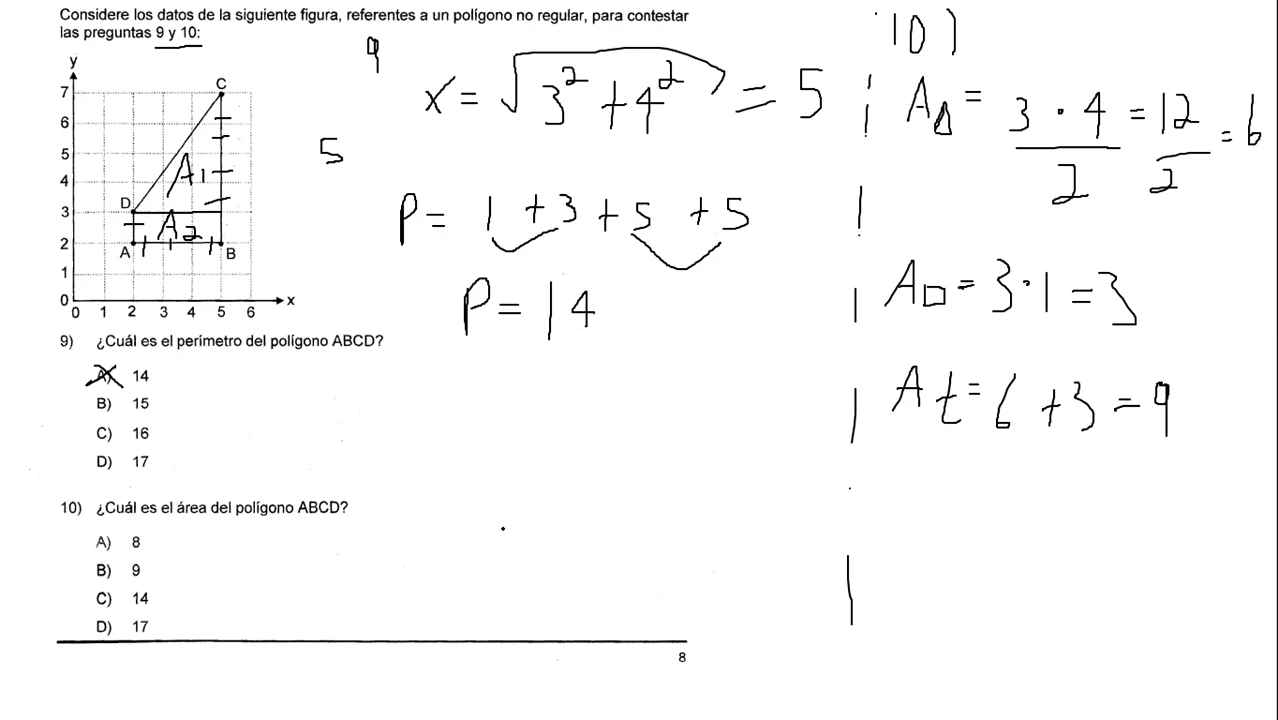 Considere los datos de la siguiente figura, referentes a un polígono no regular, para contestar
las preguntas 9 y 10:
y
7
6
5
4
3
2
1
0
0 1 2 3 4 5 6
x
C
D
A
B
A1
A2
5
9
x = √3² + 4² = 5
P = 1 + 3 + 5 + 5
P = 14
10)
A△ = 3 · 4 / 2 = 12 / 2 = 6
A□ = 3 · 1 = 3
At = 6 + 3 = 9
9) ¿Cuál es el perímetro del polígono ABCD?
A) 14
B) 15
C) 16
D) 17
10) ¿Cuál es el área del polígono ABCD?
A) 8
B) 9
C) 14
D) 17
8